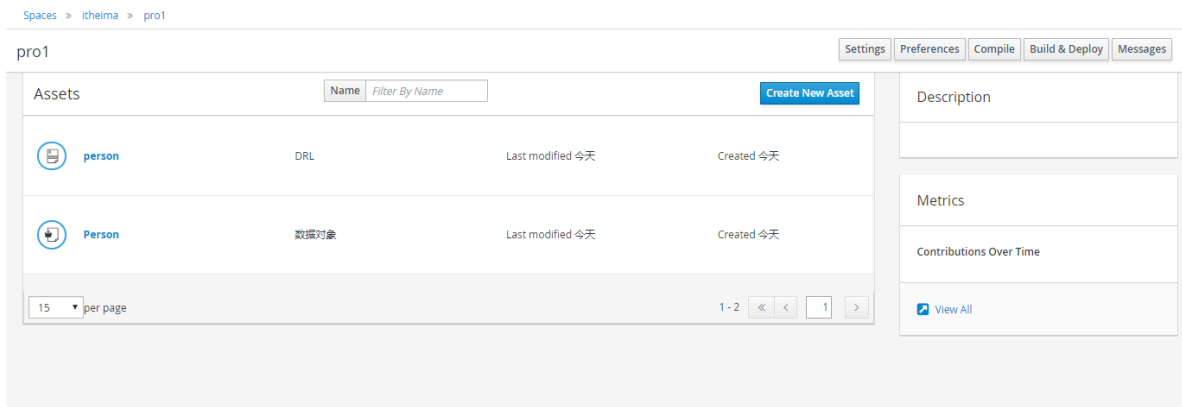 Spaces » itheima » pro1
pro1 Settings Preferences Compile Build & Deploy Messages
Assets Name Filter By Name Create New Asset
person DRL Last modified 今天 Created 今天
Person 数据对象 Last modified 今天 Created 今天
15 per page 1 - 2 « < 1 >
Description
Metrics
Contributions Over Time
View All